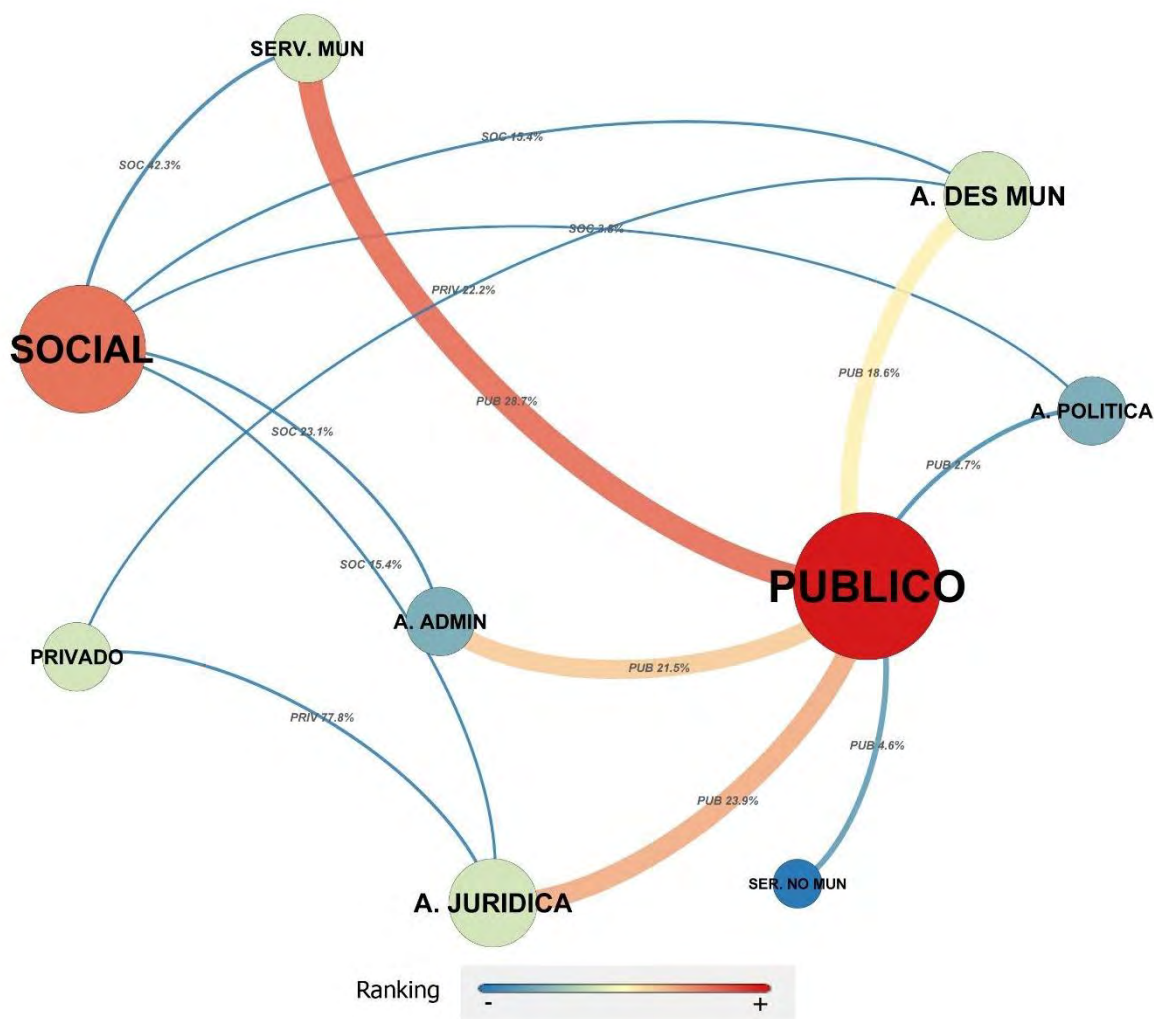 SERV. MUN
SOC 15.4%
SOC 42.3%
A. DES MUN
SOC 3.8%
PRIV 22.2%
SOCIAL
PUB 18.6%
PUB 28.7%
A. POLITICA
SOC 23.1%
PUB 2.7%
SOC 15.4%
PUBLICO
A. ADMIN
PRIVADO
PUB 21.5%
PRIV 77.8%
PUB 4.6%
PUB 23.9%
SER. NO MUN
A. JURIDICA
Ranking
- +